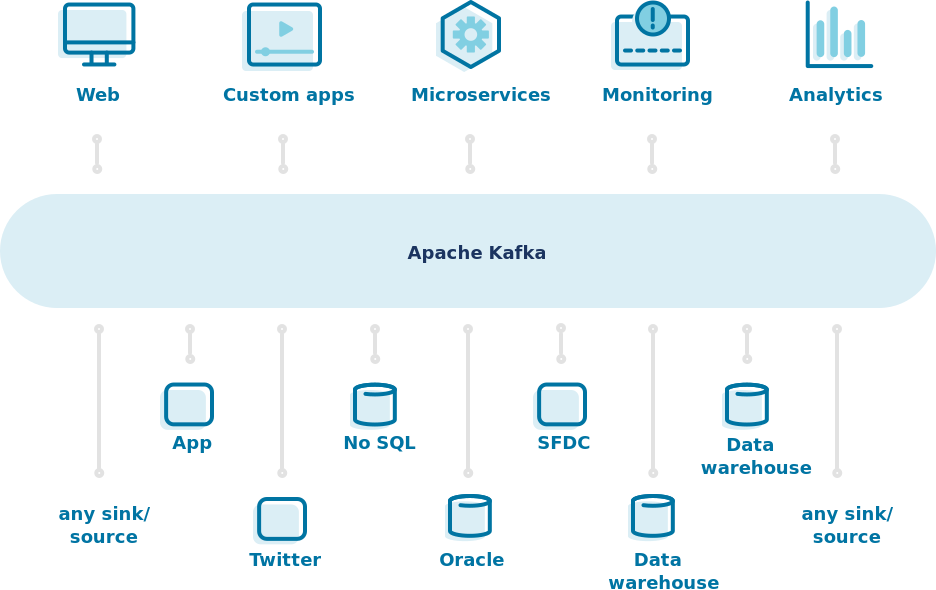 Web
Custom apps
Microservices
Monitoring
Analytics
Apache Kafka
App
No SQL
SFDC
Data
warehouse
any sink/
source
Twitter
Oracle
Data
warehouse
any sink/
source